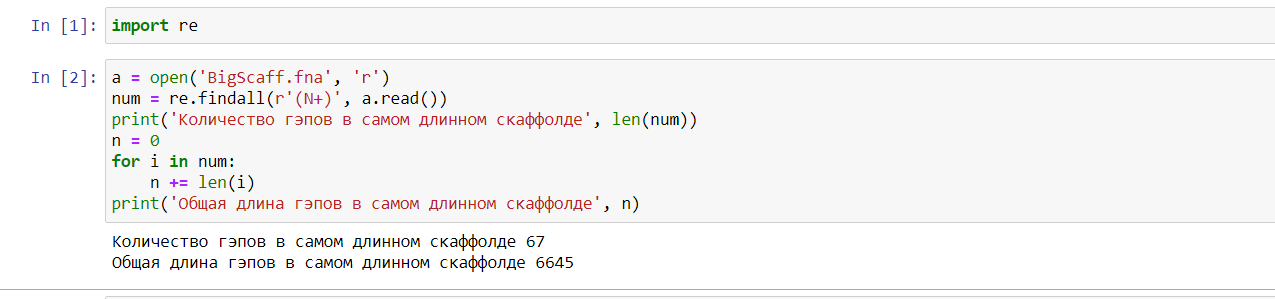 In [1]: import re
In [2]: a = open('BigScaff.fna', 'r')
num = re.findall(r'(N+)', a.read())
print('Количество гэпов в самом длинном скаффолде', len(num))
n = 0
for i in num:
    n += len(i)
print('Общая длина гэпов в самом длинном скаффолде', n)
Количество гэпов в самом длинном скаффолде 67
Общая длина гэпов в самом длинном скаффолде 6645